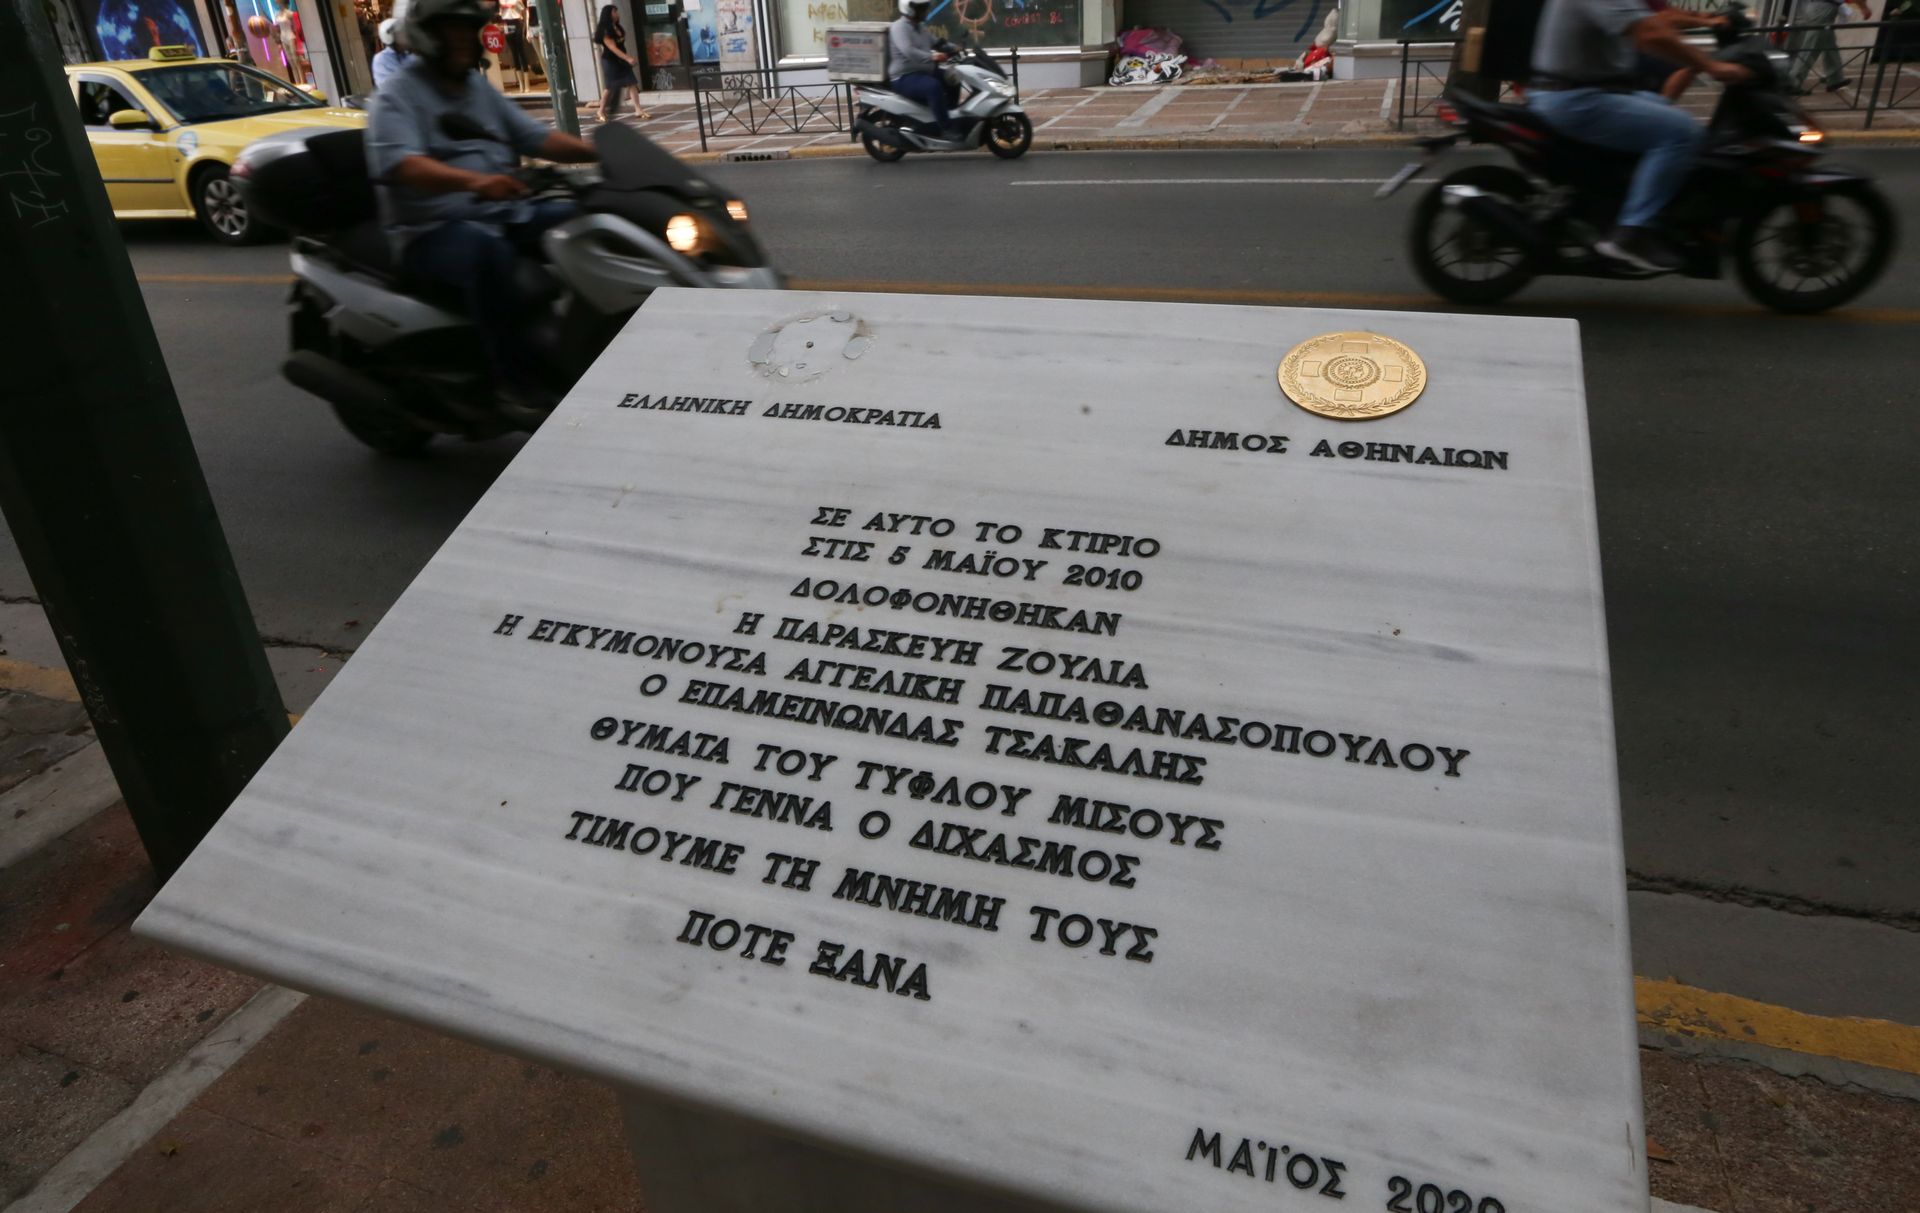 50
ΕΛΛΗΝΙΚΗ ΔΗΜΟΚΡΑΤΙΑ
ΔΗΜΟΣ ΑΘΗΝΑΙΩΝ
ΣΕ ΑΥΤΟ ΤΟ ΚΤΙΡΙΟ
ΣΤΙΣ 5 ΜΑΪΟΥ 2010
ΔΟΛΟΦΟΝΗΘΗΚΑΝ
Η ΠΑΡΑΣΚΕΥΗ ΖΟΥΛΙΑ
Η ΕΓΚΥΜΟΝΟΥΣΑ ΑΓΓΕΛΙΚΗ ΠΑΠΑΘΑΝΑΣΟΠΟΥΛΟΥ
Ο ΕΠΑΜΕΙΝΩΝΔΑΣ ΤΣΑΚΑΛΗΣ
ΘΥΜΑΤΑ ΤΟΥ ΤΥΦΛΟΥ ΜΙΣΟΥΣ
ΠΟΥ ΓΕΝΝΑ Ο ΔΙΧΑΣΜΟΣ
ΤΙΜΟΥΜΕ ΤΗ ΜΝΗΜΗ ΤΟΥΣ
ΠΟΤΕ ΞΑΝΑ
ΜΑΪΟΣ 2020